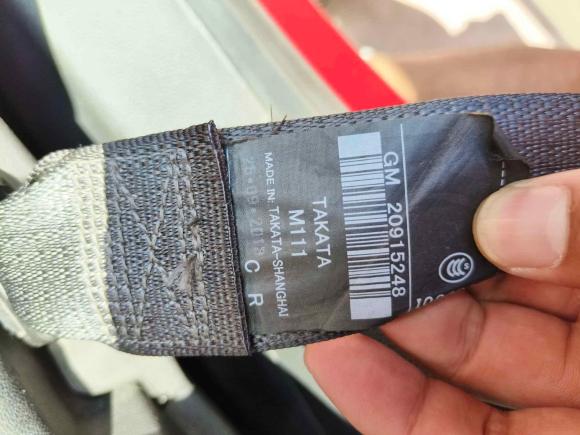 GM 20915248
TAKATA
M111
MADE IN: TAKATA-SHANGHAI
C R